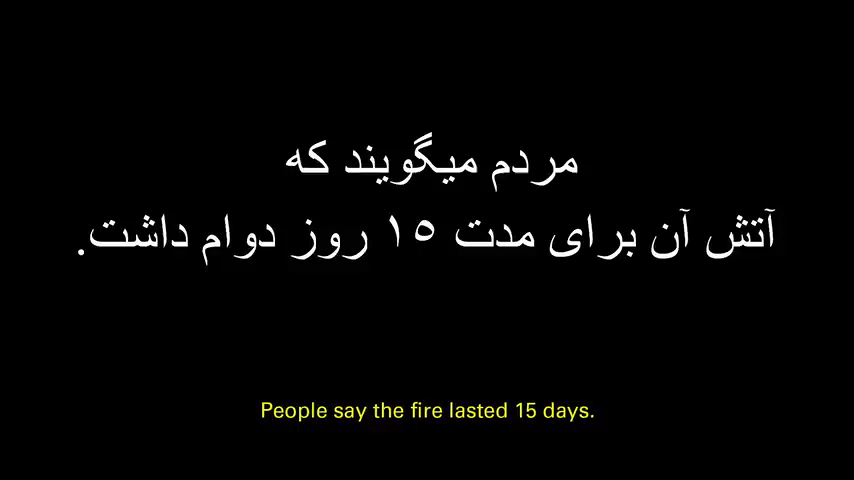 مردم میگویند که
آتش آن برای مدت ۱۵ روز دوام داشت.
People say the fire lasted 15 days.